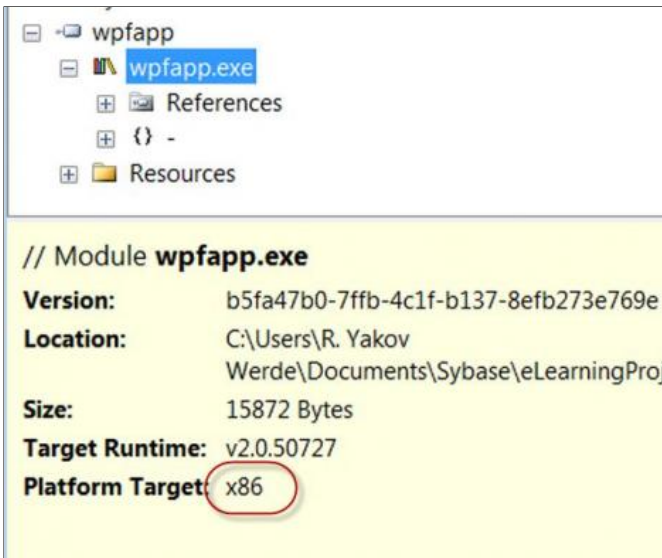 wpfapp
wpfapp.exe
References
{} -
Resources
// Module wpfapp.exe
Version: b5fa47b0-7ffb-4c1f-b137-8efb273e769e
Location: C:\Users\R. Yakov
Werde\Documents\Sybase\eLearningProj
Size: 15872 Bytes
Target Runtime: v2.0.50727
Platform Target: x86